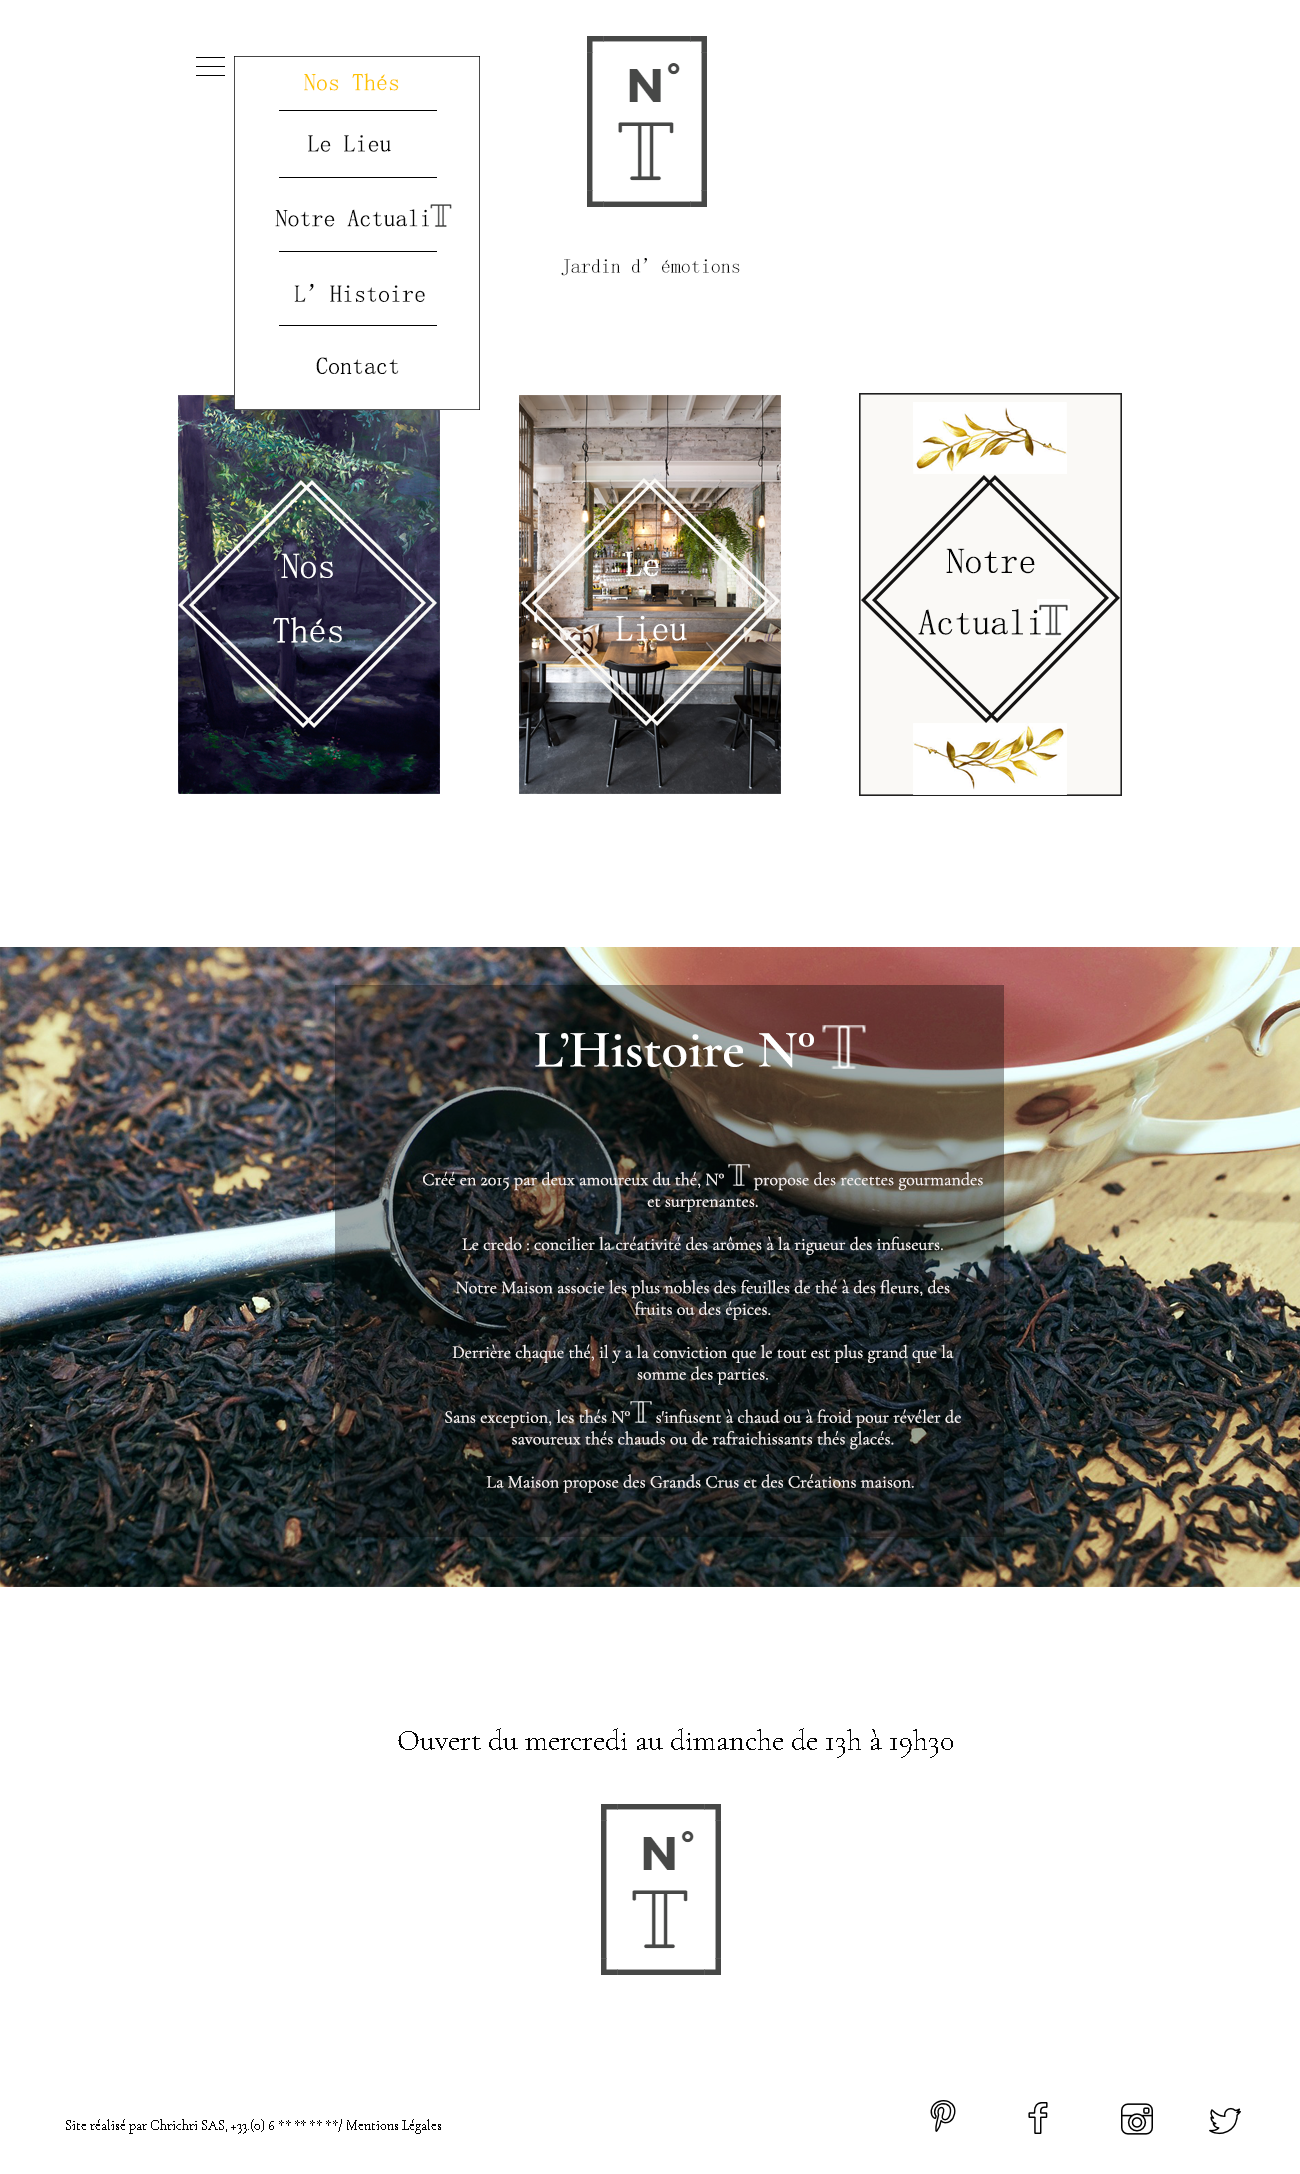 Nos Thés
Le Lieu
Notre ActualiT
L’ Histoire
Contact
N°
T
Jardin d’ émotions
Nos
Thés
Le
Lieu
Notre
ActualiT
L’Histoire N° T
Créé en 2015 par deux amoureux du thé, N° T propose des recettes gourmandes
et surprenantes.
Le credo : concilier la créativité des arômes à la rigueur des infuseurs.
Notre Maison associe les plus nobles des feuilles de thé à des fleurs, des
fruits ou des épices.
Derrière chaque thé, il y a la conviction que le tout est plus grand que la
somme des parties.
Sans exception, les thés N° T s'infusent à chaud ou à froid pour révéler de
savoureux thés chauds ou de rafraichissants thés glacés.
La Maison propose des Grands Crus et des Créations maison.
Ouvert du mercredi au dimanche de 13h à 19h30
N°
T
Site réalisé par Chrichri SAS, +33.(0) 6 ** ** ** **/ Mentions Légales